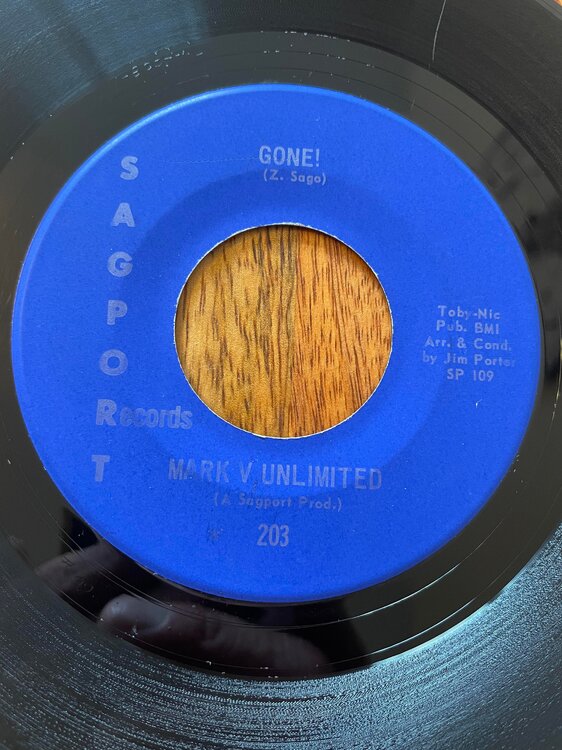 GONE!
(Z. Sago)
SAGPORT
Records
Toby-Nic
Pub. BMI
Arr. & Cond.
by Jim Porter
SP 109
MARK V UNLIMITED
(A Sagport Prod.)
203